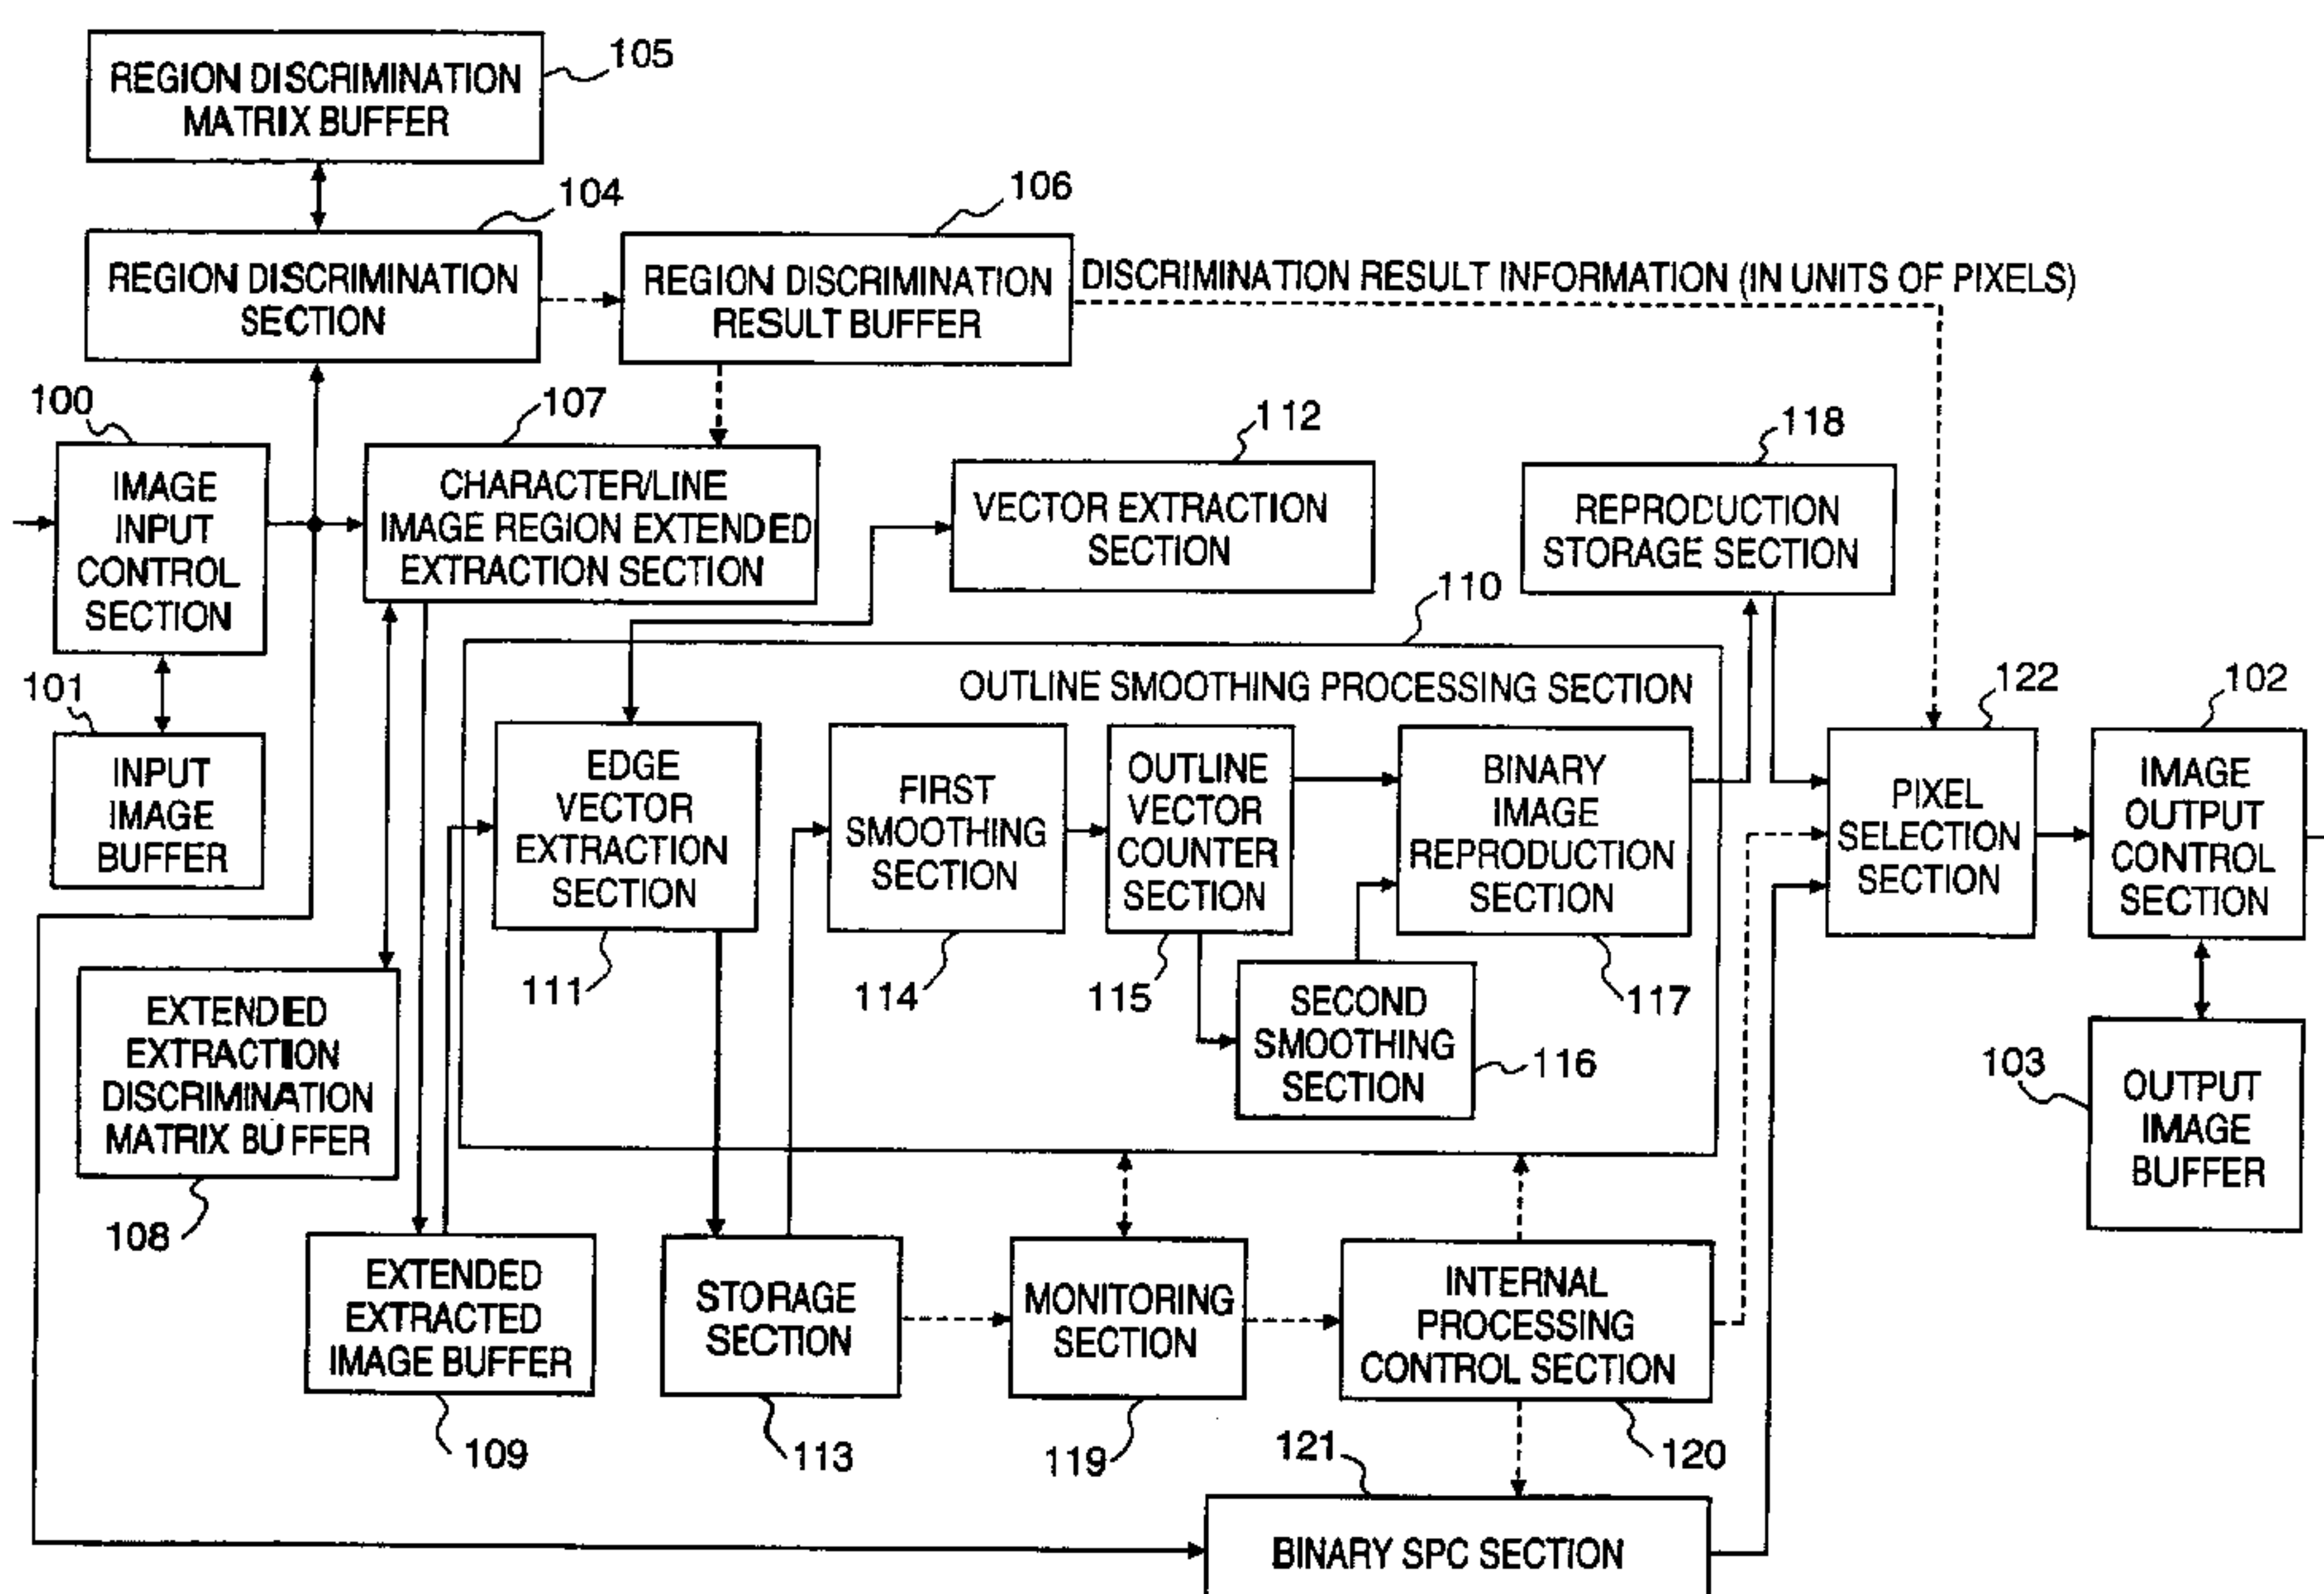 105
REGION DISCRIMINATION
MATRIX BUFFER
104
106
REGION DISCRIMINATION
SECTION
REGION DISCRIMINATION
RESULT BUFFER
DISCRIMINATION RESULT INFORMATION (IN UNITS OF PIXELS)
100
107
112
118
IMAGE
INPUT
CONTROL
SECTION
CHARACTER/LINE
IMAGE REGION EXTENDED
EXTRACTION SECTION
VECTOR EXTRACTION
SECTION
REPRODUCTION
STORAGE SECTION
110
101
OUTLINE SMOOTHING PROCESSING SECTION
122
102
INPUT
IMAGE
BUFFER
EDGE
VECTOR
EXTRACTION
SECTION
FIRST
SMOOTHING
SECTION
OUTLINE
VECTOR
COUNTER
SECTION
BINARY
IMAGE
REPRODUCTION
SECTION
PIXEL
SELECTION
SECTION
IMAGE
OUTPUT
CONTROL
SECTION
111
114
115
117
SECOND
SMOOTHING
SECTION
116
EXTENDED
EXTRACTION
DISCRIMINATION
MATRIX BUFFER
108
103
OUTPUT
IMAGE
BUFFER
EXTENDED
EXTRACTED
IMAGE BUFFER
STORAGE
SECTION
MONITORING
SECTION
INTERNAL
PROCESSING
CONTROL SECTION
109
113
119
121
120
BINARY SPC SECTION